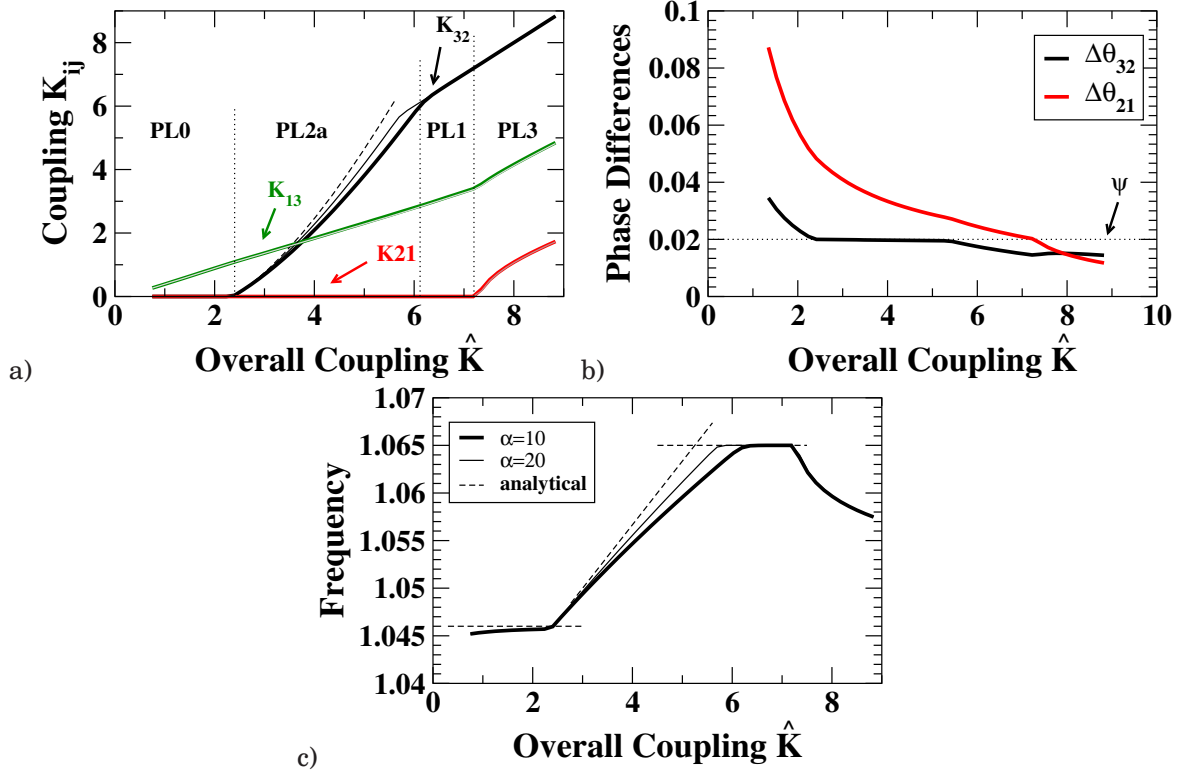 8
6
4
2
0
Coupling K_ij
K_32
PL0
PL2a
PL1
PL3
K_13
K21
0
2
4
6
8
Overall Coupling K̂
a)
0.1
0.08
0.06
0.04
0.02
0
Phase Differences
Δθ_32
Δθ_21
ψ
0
2
4
6
8
10
Overall Coupling K̂
b)
1.07
1.065
1.06
1.055
1.05
1.045
1.04
Frequency
α=10
α=20
analytical
0
2
4
6
8
Overall Coupling K̂
c)